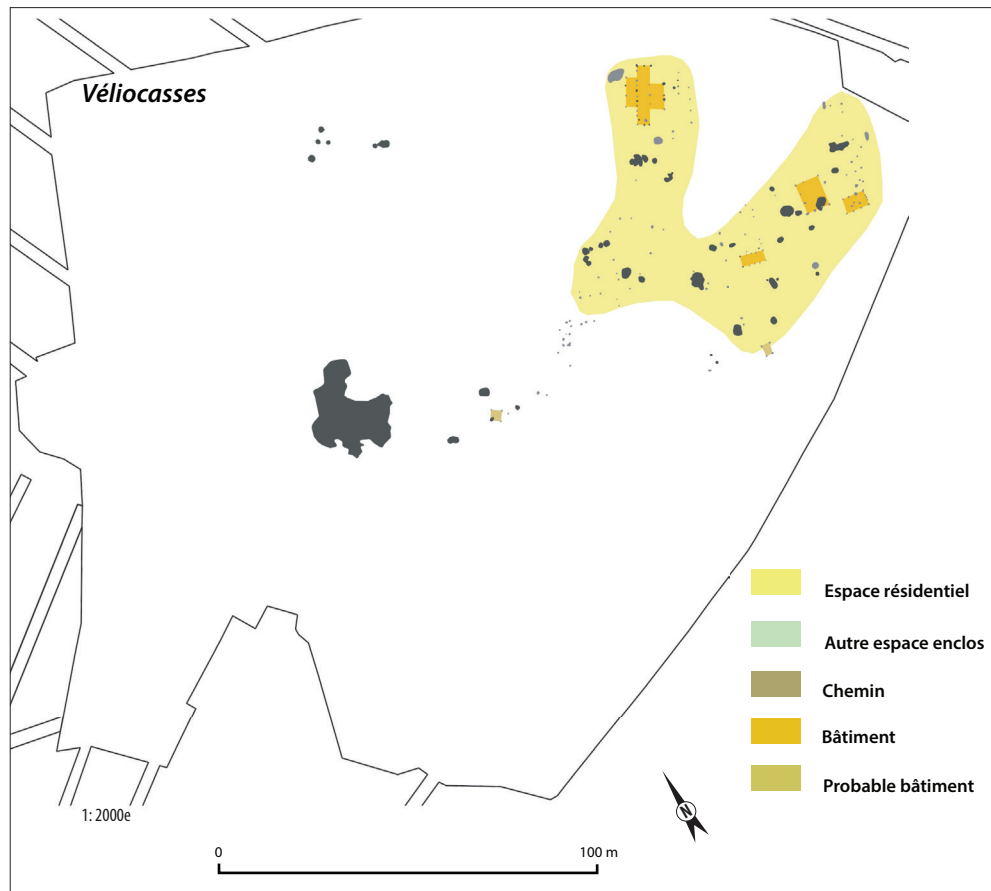 Véliocasses
Espace résidentiel
Autre espace enclos
Chemin
Bâtiment
Probable bâtiment
1: 2000e
N
0
100 m